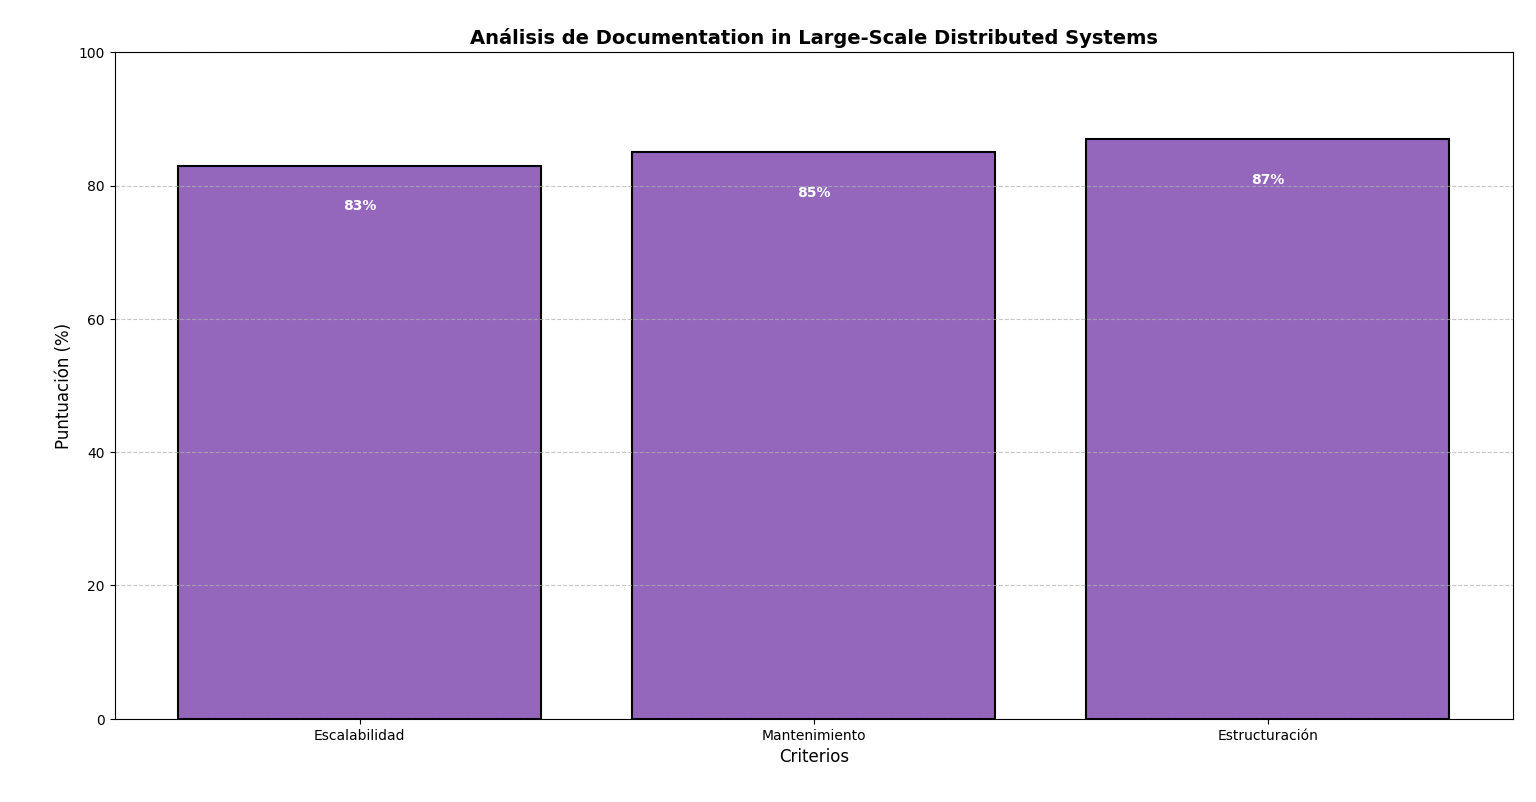 Análisis de Documentation in Large-Scale Distributed Systems
Puntuación (%)
100
80
60
40
20
0
83%
85%
87%
Escalabilidad
Mantenimiento
Estructuración
Criterios